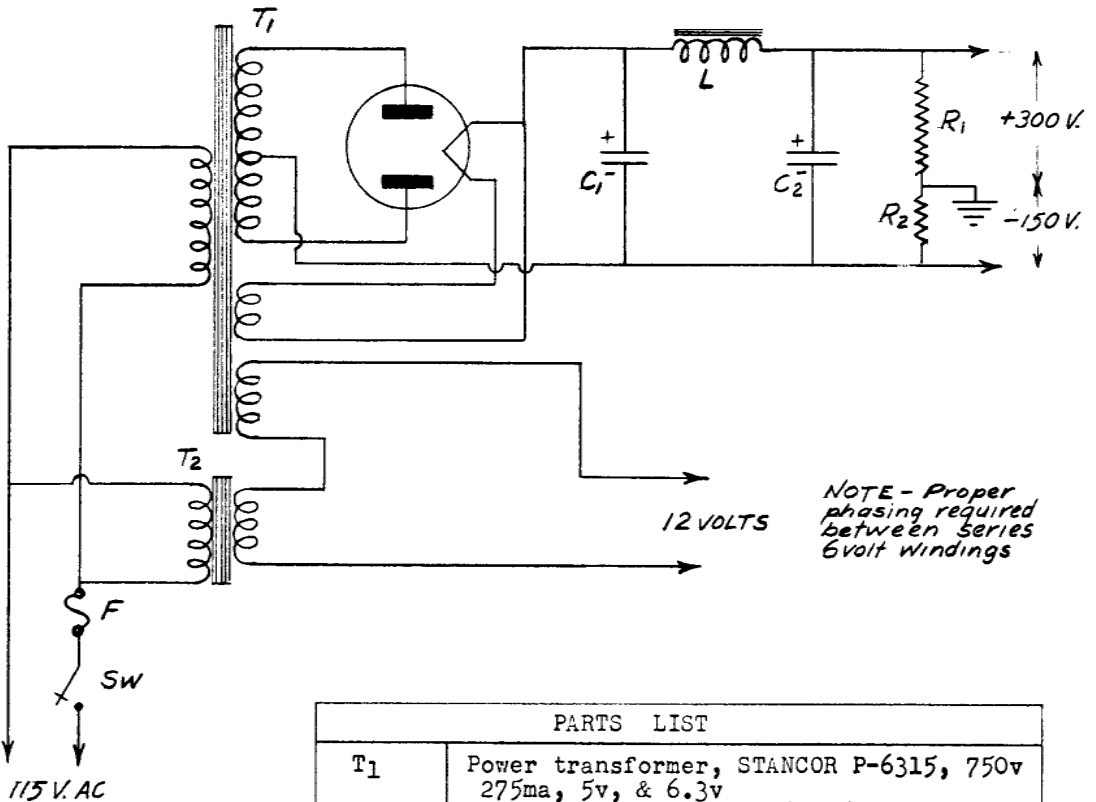 T1
+
C1-
L
+
C2-
R1
+300 V.
R2
-150 V.
T2
12 VOLTS
NOTE - Proper
phasing required
between series
6volt windings
F
SW
115 V. AC
PARTS LIST
T1 Power transformer, STANCOR P-6315, 750v
275ma, 5v, & 6.3v